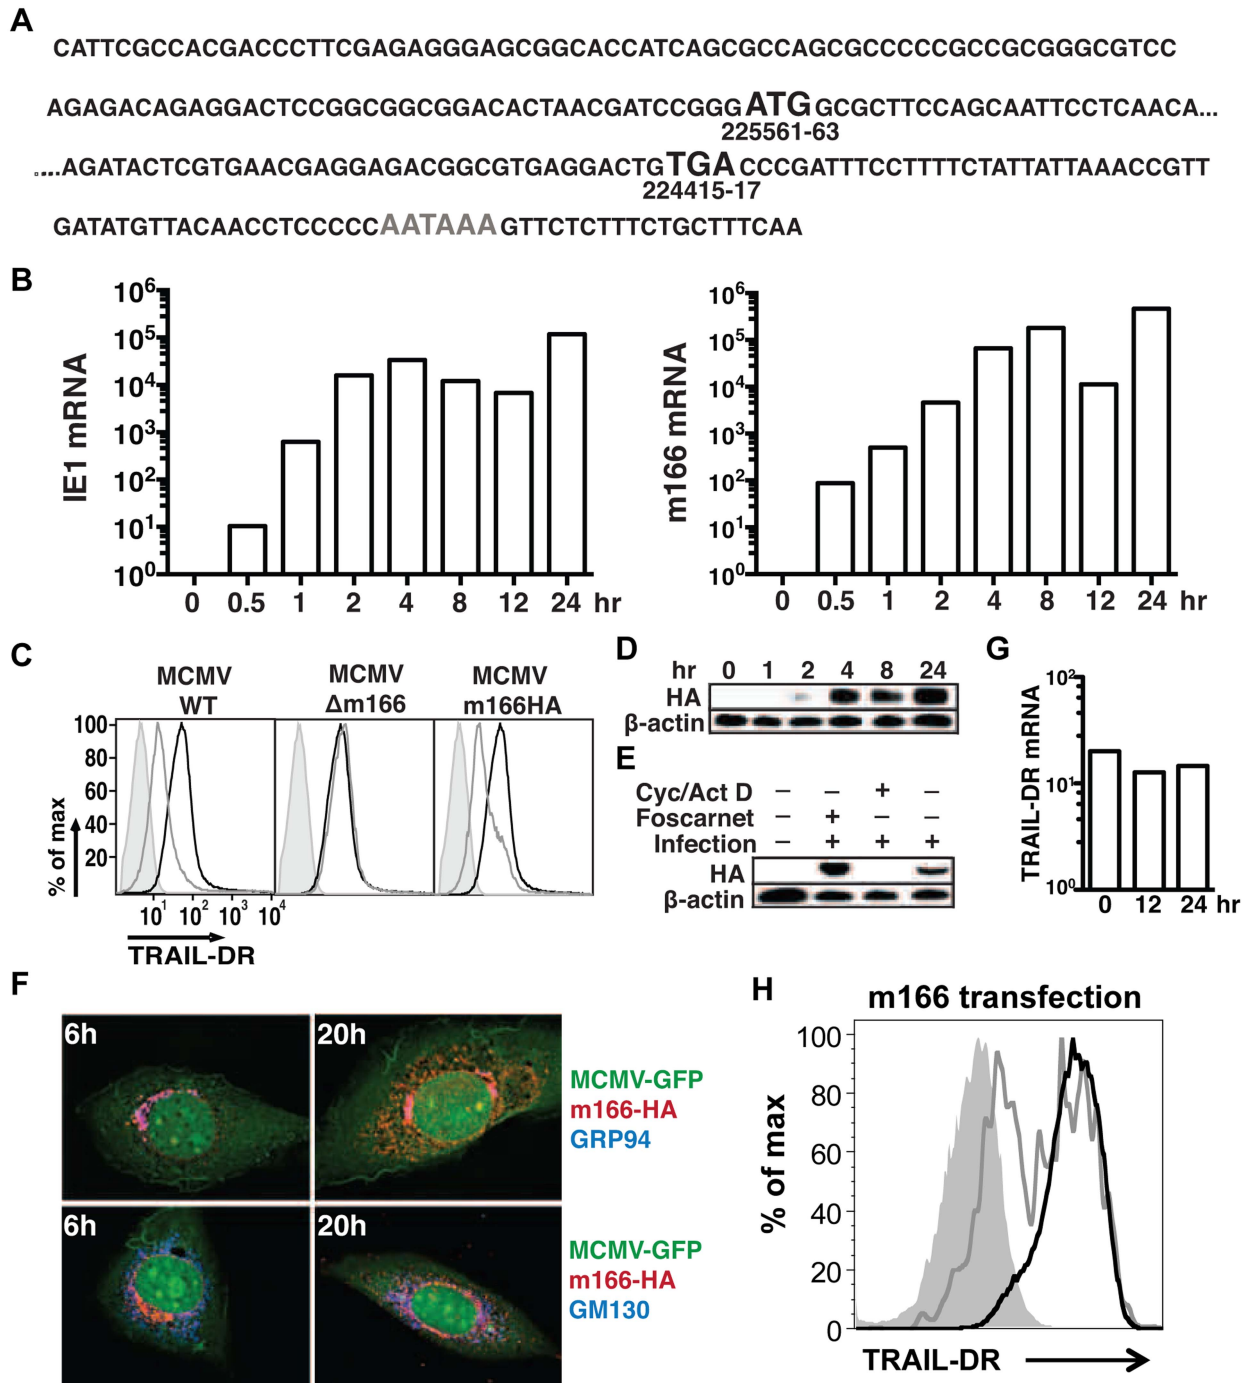 A
CATTCGCCACGACCCTTCGAGAGGGAGCGGCACCATCAGCGCCAGCGCCCCCGCCGCGGGCGTCC
AGAGACAGAGGACTCCGGCGGCGGACACTAACGATCCGGGATGGCGCTTCCAGCAATTCCTCAACA...
225561-63
....AGATACTCGTGAACGAGGAGACGGCGTGAGGACTGTGACCCGATTTCCTTTTCTATTATTAAACCGTT
224415-17
GATATGTTACAACCTCCCCCAATAAAGTTCTCTTTCTGCTTTCAA
B
IE1 mRNA
10⁶
10⁵
10⁴
10³
10²
10¹
10⁰
0 0.5 1 2 4 8 12 24 hr
m166 mRNA
10⁶
10⁵
10⁴
10³
10²
10¹
10⁰
0 0.5 1 2 4 8 12 24 hr
C
MCMV WT
MCMV Δm166
MCMV m166HA
% of max
100
80
60
40
20
10¹ 10² 10³ 10⁴
TRAIL-DR
D
hr 0 1 2 4 8 24
HA
β-actin
E
Cyc/Act D – – + –
Foscarnet – + – –
Infection – + + +
HA
β-actin
G
TRAIL-DR mRNA
10²
10¹
10⁰
0 12 24 hr
F
6h
20h
MCMV-GFP
m166-HA
GRP94
6h
20h
MCMV-GFP
m166-HA
GM130
H
m166 transfection
% of max
100
80
60
40
20
0
TRAIL-DR